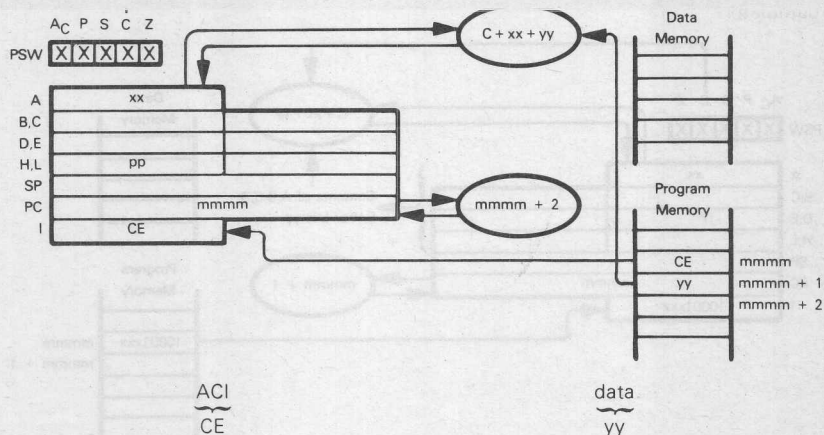 A_C P S C Z
PSW X X X X X
C + xx + yy
Data
Memory
A xx
B,C
D,E
H,L pp
SP
PC mmmm
I CE
mmmm + 2
Program
Memory
CE mmmm
yy mmmm + 1
mmmm + 2
ACI
CE
data
yy